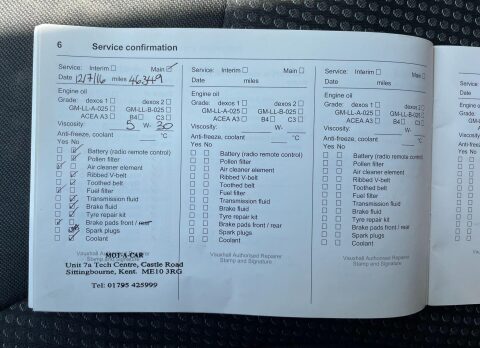 6 Service confirmation
Service: Interim Main
Date 12/7/16 miles 46349
Engine oil
Grade: dexos 1 dexos 2
GM-LL-A-025 GM-LL-B-025
ACEA A3 B4 C3
Viscosity: 5 W- 30
Anti-freeze, coolant °C
Yes No
Battery (radio remote control)
Pollen filter
Air cleaner element
Ribbed V-belt
Toothed belt
Fuel filter
Transmission fluid
Brake fluid
Tyre repair kit
Brake pads front / rear
Spark plugs
Coolant
Vauxhall Authorised Repairer
Stamp and Signature
MOT-A-CAR
Unit 7a Tech Centre, Castle Road
Sittingbourne, Kent. ME10 3RG
Tel: 01795 425999
Service: Interim Main
Date miles
Engine oil
Grade: dexos 1 dexos 2
GM-LL-A-025 GM-LL-B-025
ACEA A3 B4 C3
Viscosity: W-
Anti-freeze, coolant °C
Yes No
Battery (radio remote control)
Pollen filter
Air cleaner element
Ribbed V-belt
Toothed belt
Fuel filter
Transmission fluid
Brake fluid
Tyre repair kit
Brake pads front / rear
Spark plugs
Coolant
Vauxhall Authorised Repairer
Stamp and Signature
Service: Interim Main
Date miles
Engine oil
Grade: dexos 1 dexos 2
GM-LL-A-025 GM-LL-B-025
ACEA A3 B4 C3
Viscosity: W-
Anti-freeze, coolant °C
Yes No
Battery (radio remote control)
Pollen filter
Air cleaner element
Ribbed V-belt
Toothed belt
Fuel filter
Transmission fluid
Brake fluid
Tyre repair kit
Brake pads front / rear
Spark plugs
Coolant
Vauxhall Authorised Repairer
Stamp and Signature